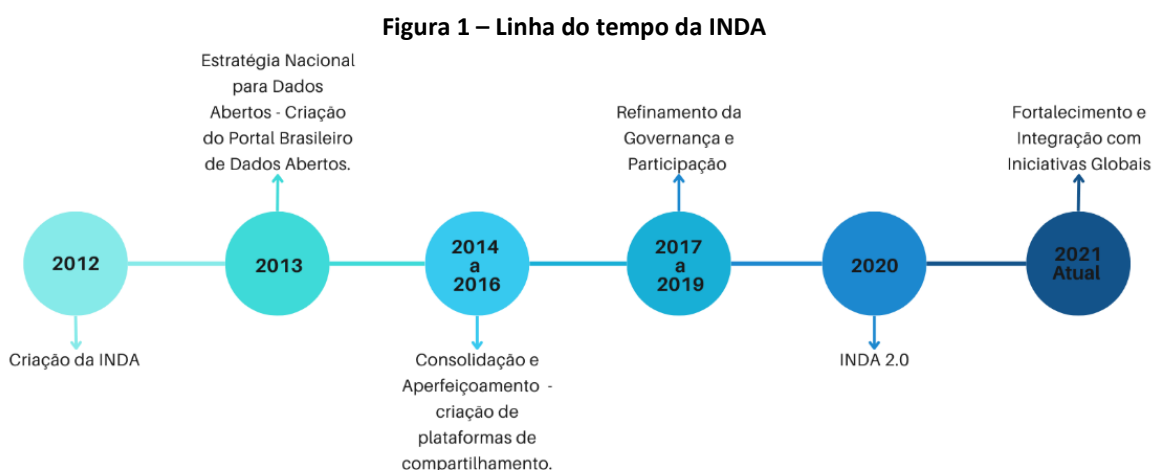 Figura 1 – Linha do tempo da INDA
Estratégia Nacional
para Dados
Abertos - Criação
do Portal Brasileiro
de Dados Abertos.
Refinamento da
Governança e
Participação
Fortalecimento e
Integração com
Iniciativas Globais
2012
2013
2014
a
2016
2017
a
2019
2020
2021
Atual
Criação da INDA
Consolidação e
Aperfeiçoamento -
criação de
plataformas de
compartilhamento.
INDA 2.0